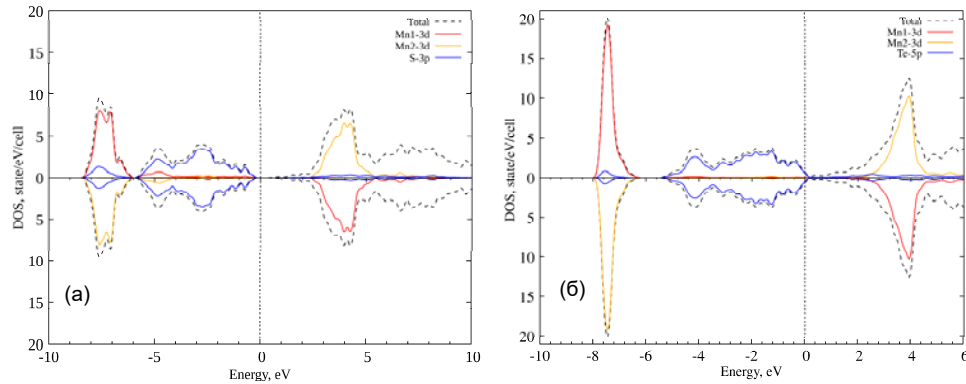 20
15
10
5
0
5
10
15
20
-10
-5
0
5
10
DOS, state/eV/cell
Energy, eV
Total
Mn1-3d
Mn2-3d
S-3p
(а)
20
15
10
5
0
5
10
15
20
-10
-8
-6
-4
-2
0
2
4
6
DOS, state/eV/cell
Energy, eV
Total
Mn1-3d
Mn2-3d
Te-5p
(б)